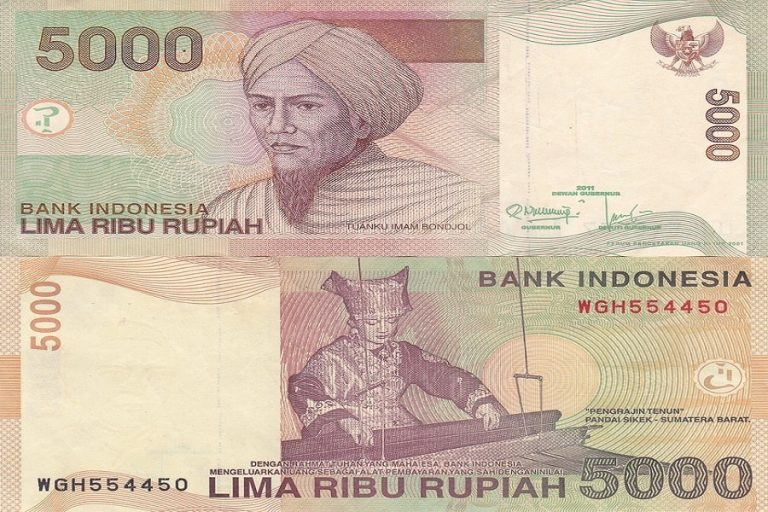 5000
5000
2011
DEWAN GUBERNUR
GUBERNUR
DEPUTI GUBERNUR
BANK INDONESIA
LIMA RIBU RUPIAH
TUANKU IMAM BONDJOL
5000
BANK INDONESIA
WGH554450
"PENGRAJIN TENUN"
PANDAI SIKEK - SUMATERA BARAT.
DENGAN RAHMAT TUHAN YANG MAHA ESA, BANK INDONESIA
MENGELUARKAN UANG SEBAGAI ALAT PEMBAYARAN YANG SAH DENGAN NILAI
WGH554450
LIMA RIBU RUPIAH 5000